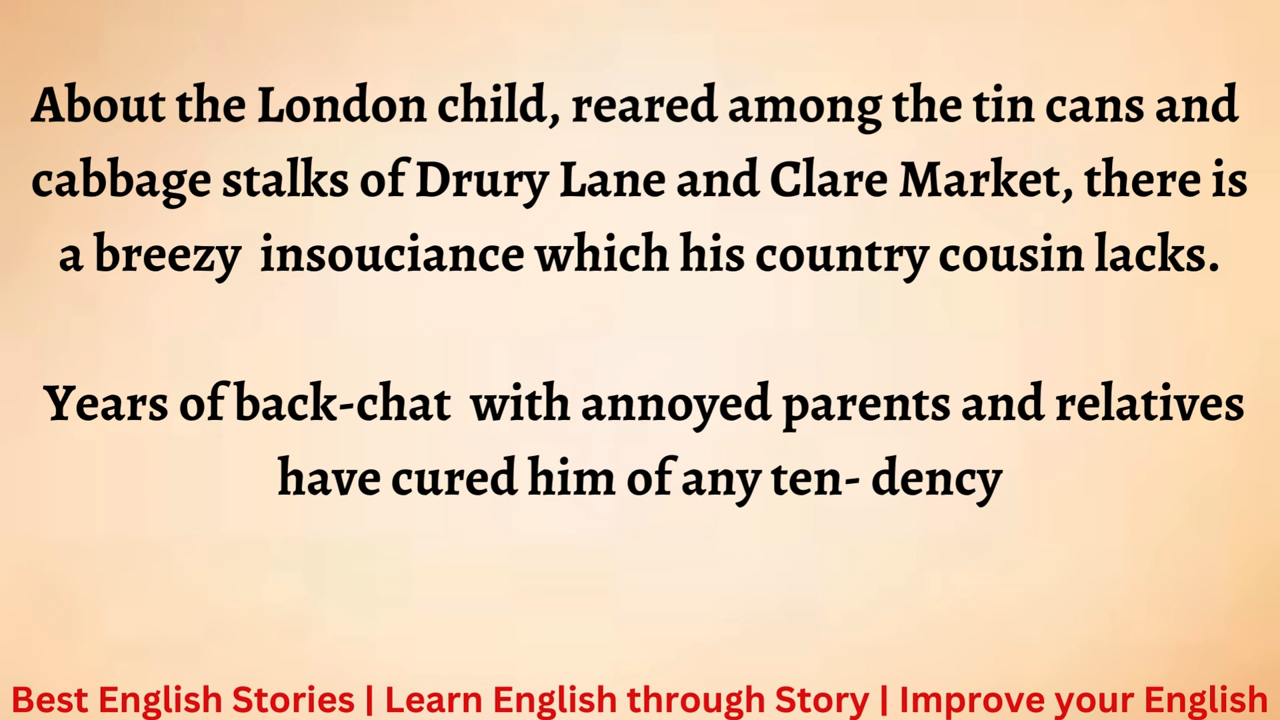 About the London child, reared among the tin cans and
cabbage stalks of Drury Lane and Clare Market, there is
a breezy  insouciance which his country cousin lacks.
Years of back-chat  with annoyed parents and relatives
have cured him of any ten- dency
Best English Stories | Learn English through Story | Improve your English